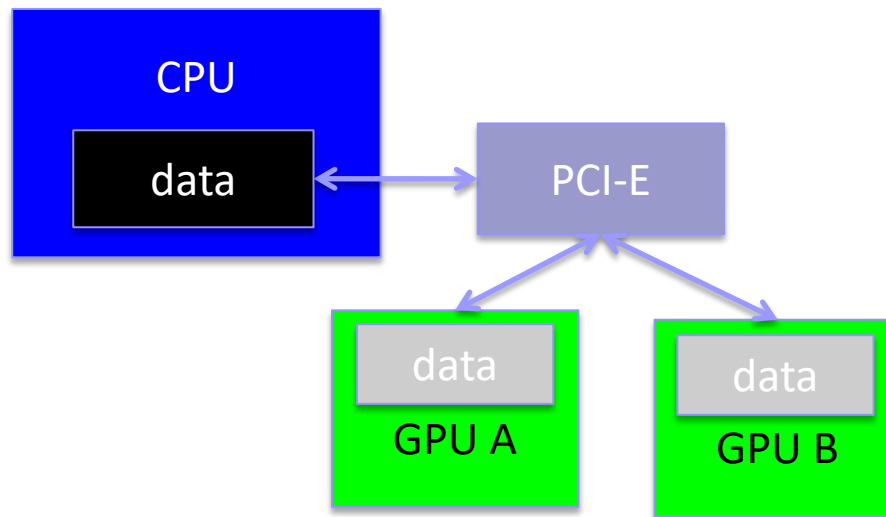 CPU
data
PCI-E
data
GPU A
data
GPU B